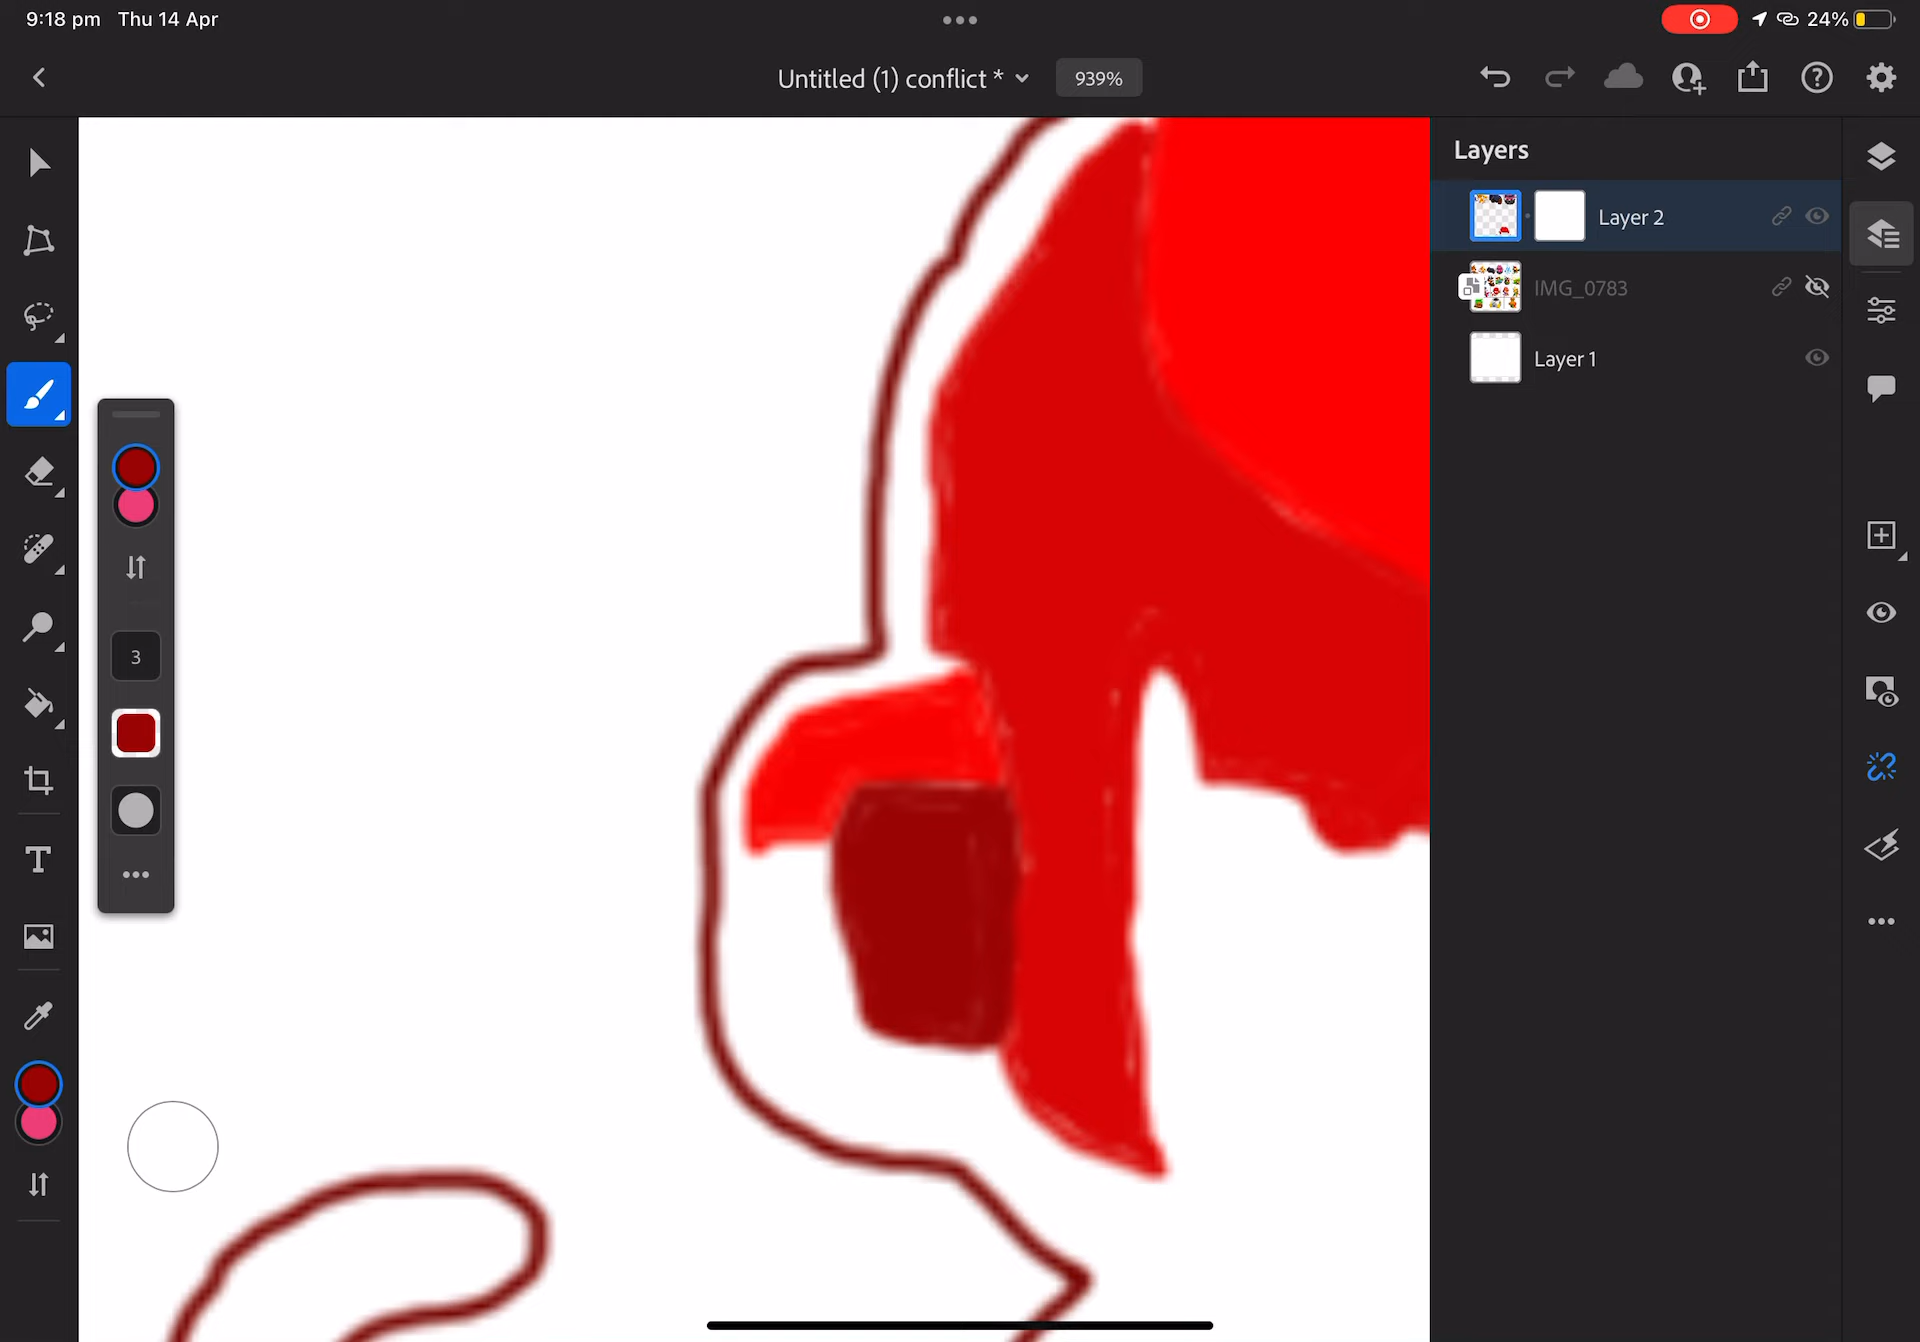 9:18 pm Thu 14 Apr
24%
Untitled (1) conflict *
939%
Layers
Layer 2
IMG_0783
Layer 1
3